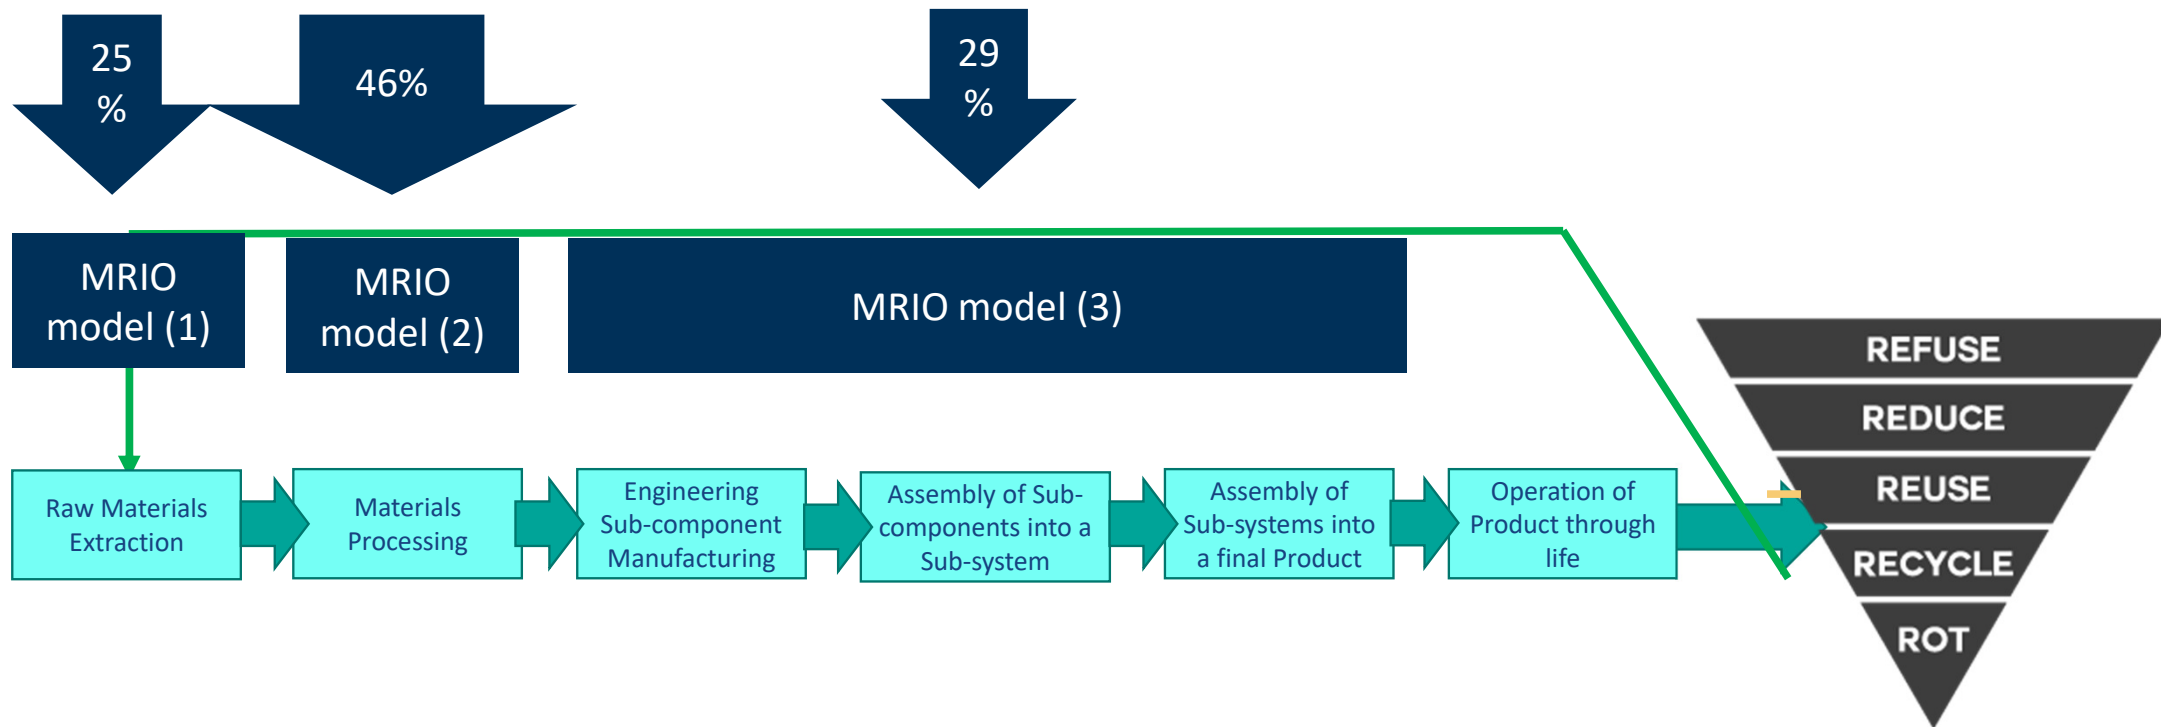 25
%
46%
29
%
MRIO
model (1)
MRIO
model (2)
MRIO model (3)
Raw Materials
Extraction
Materials
Processing
Engineering
Sub-component
Manufacturing
Assembly of Sub-
components into a
Sub-system
Assembly of
Sub-systems into
a final Product
Operation of
Product through
life
REFUSE
REDUCE
REUSE
RECYCLE
ROT